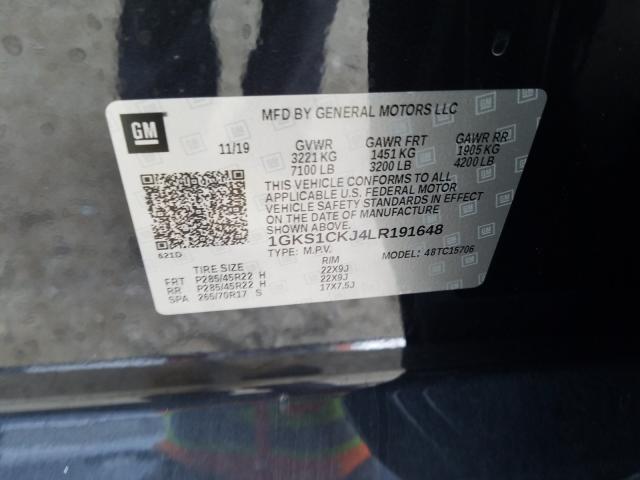 MFD BY GENERAL MOTORS LLC
GM
11/19 GVWR GAWR FRT GAWR RR
3221 KG 1451 KG 1905 KG
7100 LB 3200 LB 4200 LB
THIS VEHICLE CONFORMS TO ALL
APPLICABLE U.S. FEDERAL MOTOR
VEHICLE SAFETY STANDARDS IN EFFECT
ON THE DATE OF MANUFACTURE
SHOWN ABOVE.
1GKS1CKJ4LR191648
TYPE: M.P.V. MODEL: 48TC15706
621D
TIRE SIZE RIM
FRT P285/45R22 H 22X9J
RR P285/45R22 H 22X9J
SPA 265/70R17 S 17X7.5J